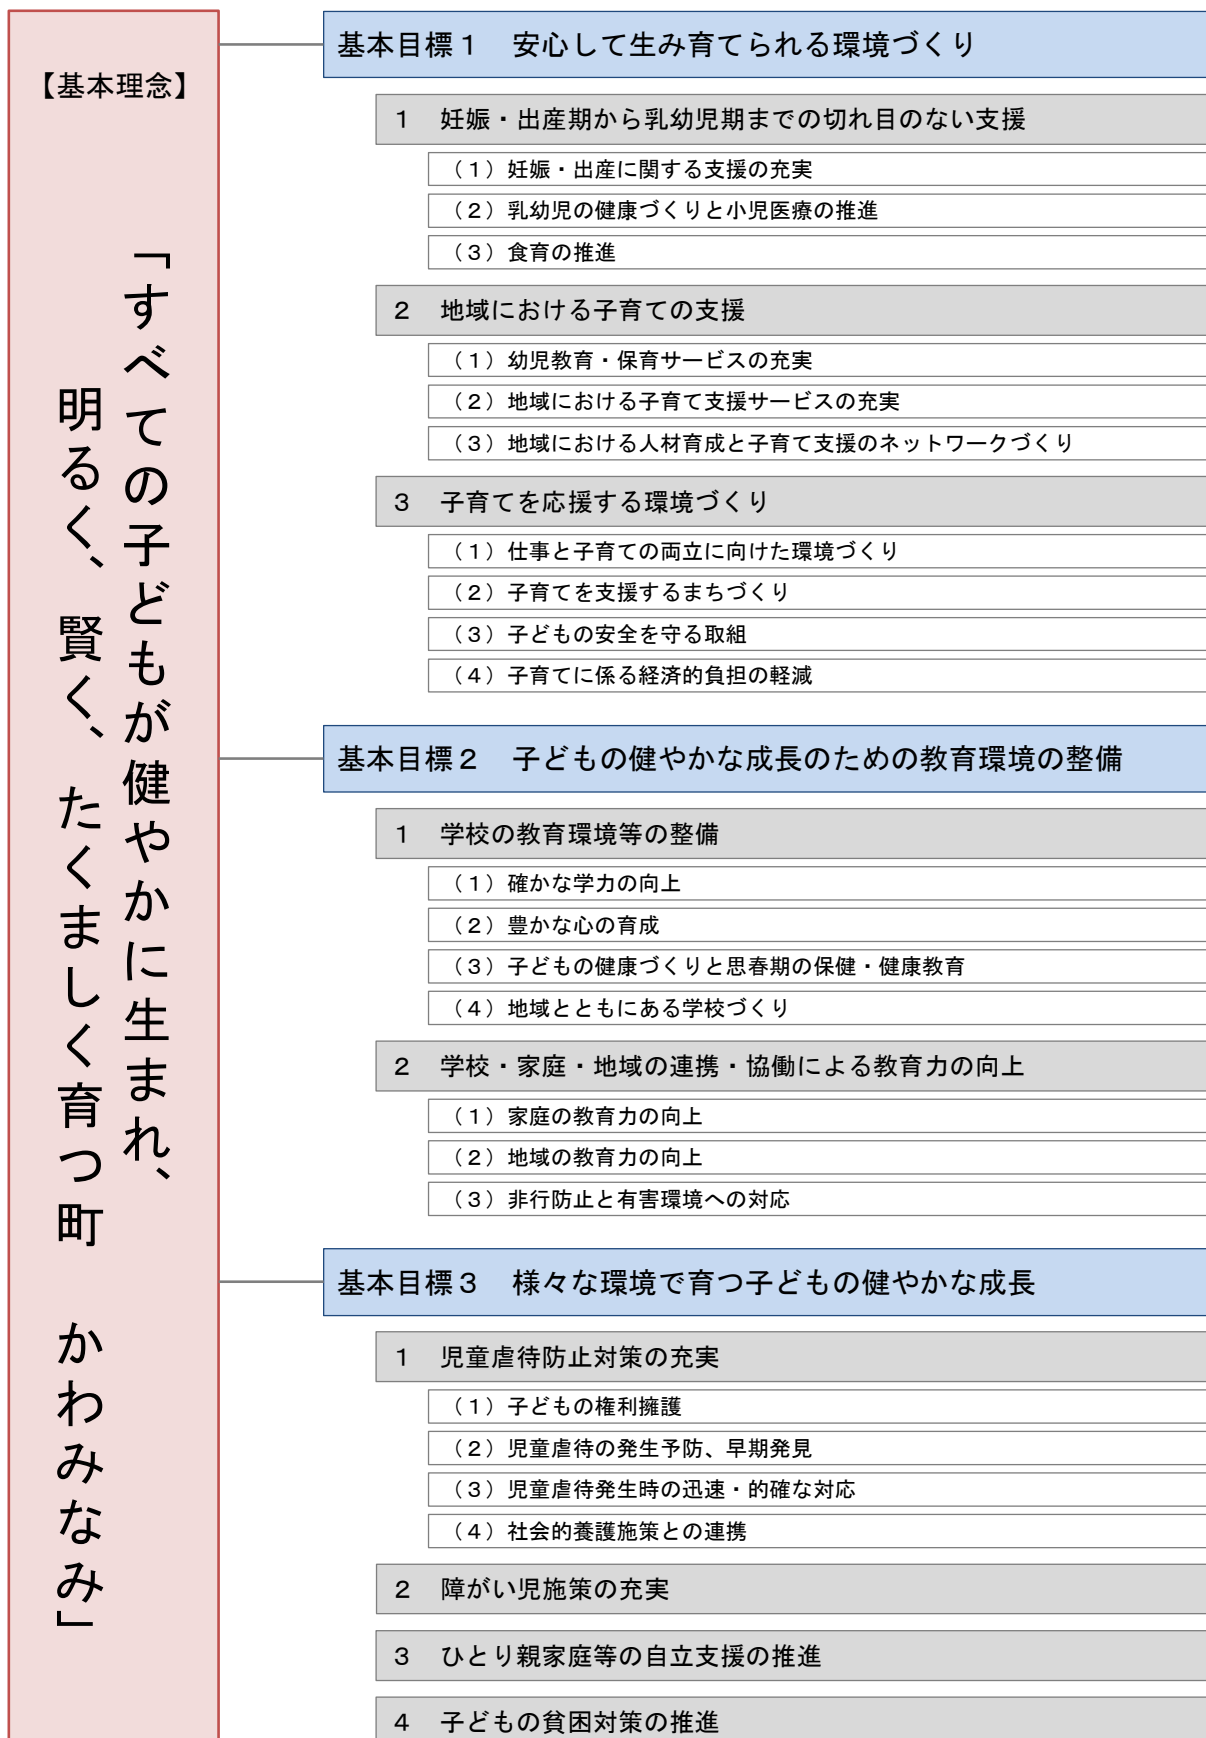 【基本理念】
「すべての子どもが健やかに生まれ、
明るく、賢く、たくましく育つ町　かわみなみ」
基本目標１　安心して生み育てられる環境づくり
１　妊娠・出産期から乳幼児期までの切れ目のない支援
（１）妊娠・出産に関する支援の充実
（２）乳幼児の健康づくりと小児医療の推進
（３）食育の推進
２　地域における子育ての支援
（１）幼児教育・保育サービスの充実
（２）地域における子育て支援サービスの充実
（３）地域における人材育成と子育て支援のネットワークづくり
３　子育てを応援する環境づくり
（１）仕事と子育ての両立に向けた環境づくり
（２）子育てを支援するまちづくり
（３）子どもの安全を守る取組
（４）子育てに係る経済的負担の軽減
基本目標２　子どもの健やかな成長のための教育環境の整備
１　学校の教育環境等の整備
（１）確かな学力の向上
（２）豊かな心の育成
（３）子どもの健康づくりと思春期の保健・健康教育
（４）地域とともにある学校づくり
２　学校・家庭・地域の連携・協働による教育力の向上
（１）家庭の教育力の向上
（２）地域の教育力の向上
（３）非行防止と有害環境への対応
基本目標３　様々な環境で育つ子どもの健やかな成長
１　児童虐待防止対策の充実
（１）子どもの権利擁護
（２）児童虐待の発生予防、早期発見
（３）児童虐待発生時の迅速・的確な対応
（４）社会的養護施策との連携
２　障がい児施策の充実
３　ひとり親家庭等の自立支援の推進
４　子どもの貧困対策の推進